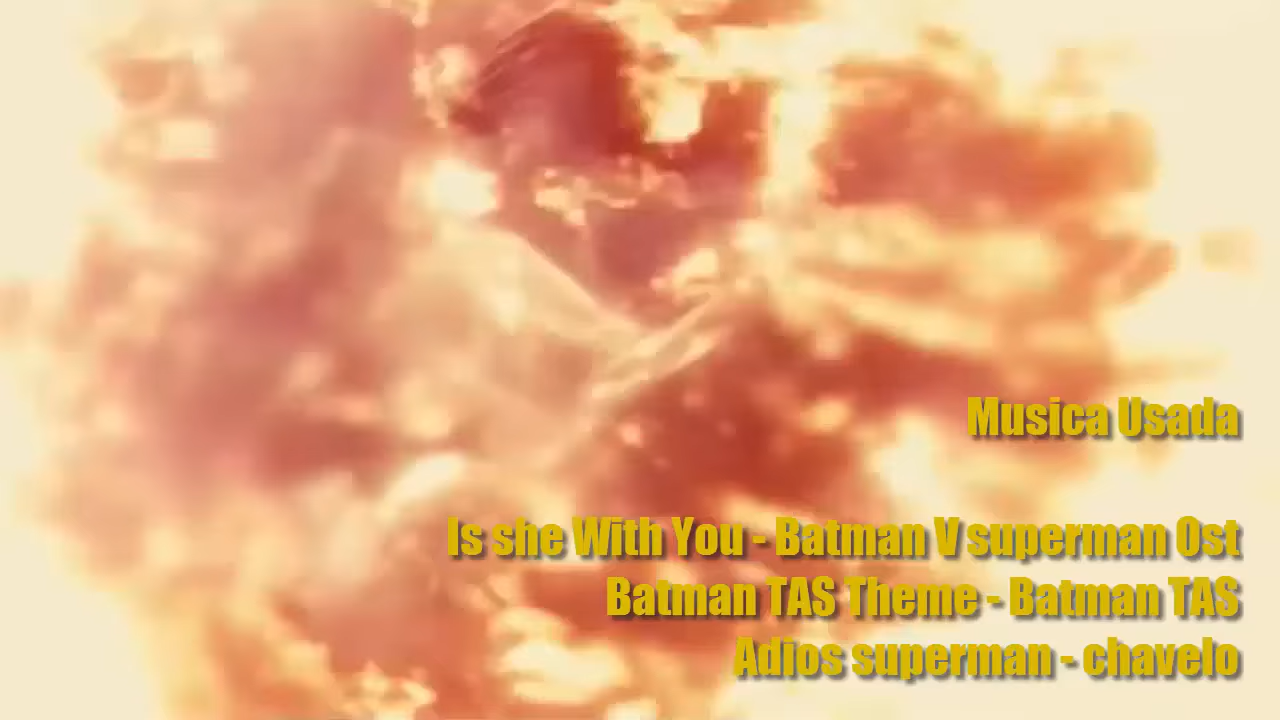 Musica Usada
Is she With You - Batman V superman Ost
Batman TAS Theme - Batman TAS
Adios superman - chavelo